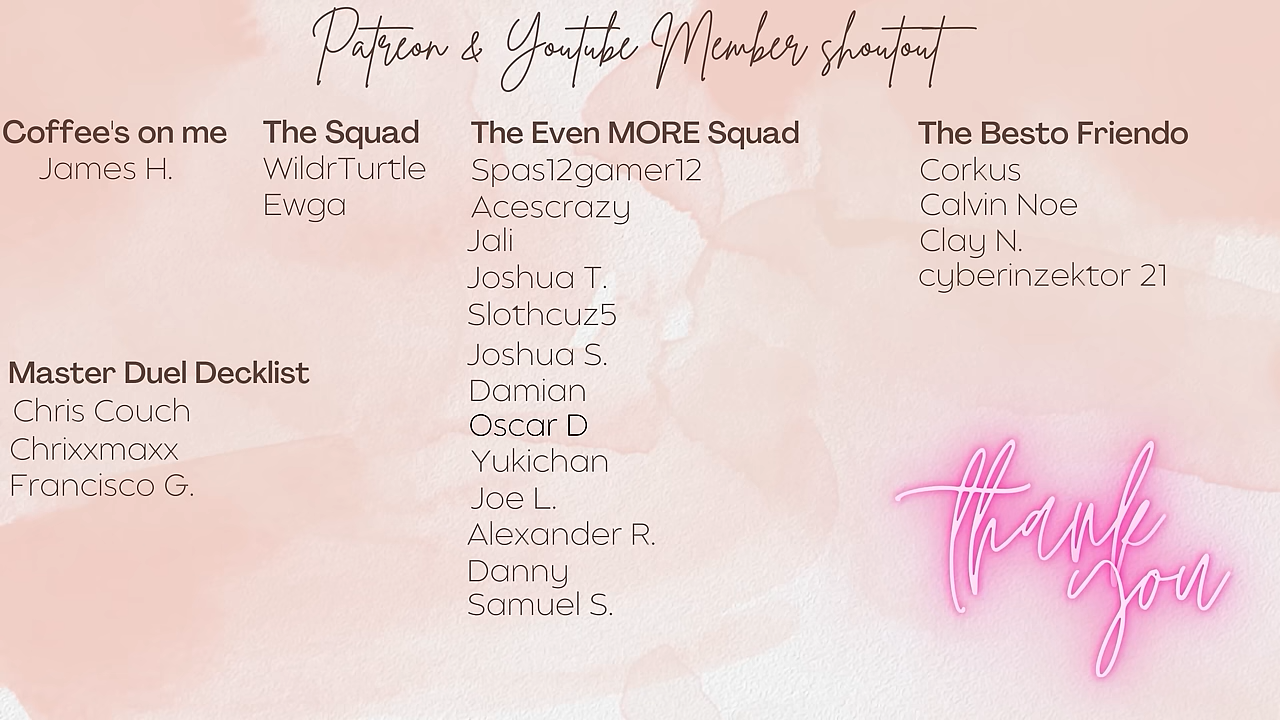 Patreon & Youtube Member shoutout
Coffee's on me
James H.
The Squad
WildrTurtle
Ewga
The Even MORE Squad
Spas12gamer12
Acescrazy
Jali
Joshua T.
Slothcuz5
Joshua S.
Damian
Oscar D
Yukichan
Joe L.
Alexander R.
Danny
Samuel S.
The Besto Friendo
Corkus
Calvin Noe
Clay N.
cyberinzektor 21
Master Duel Decklist
Chris Couch
Chrixxmaxx
Francisco G.
thank
you